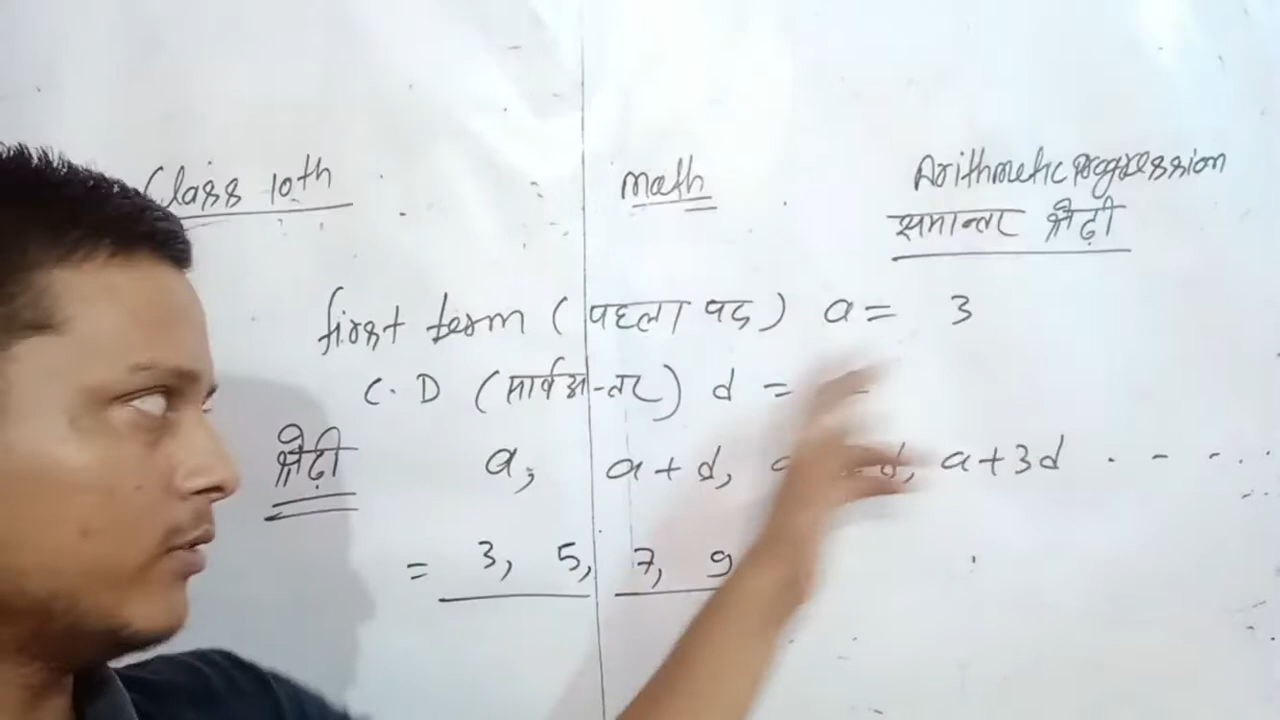 Class 10th
math
Arithmetic progression
समान्तर श्रेढ़ी
first term (पहला पद) a = 3
C.D (सार्वअन्तर) d =
श्रेढ़ी a, a+d, d, a+3d - - - ...
= 3, 5, 7, 9